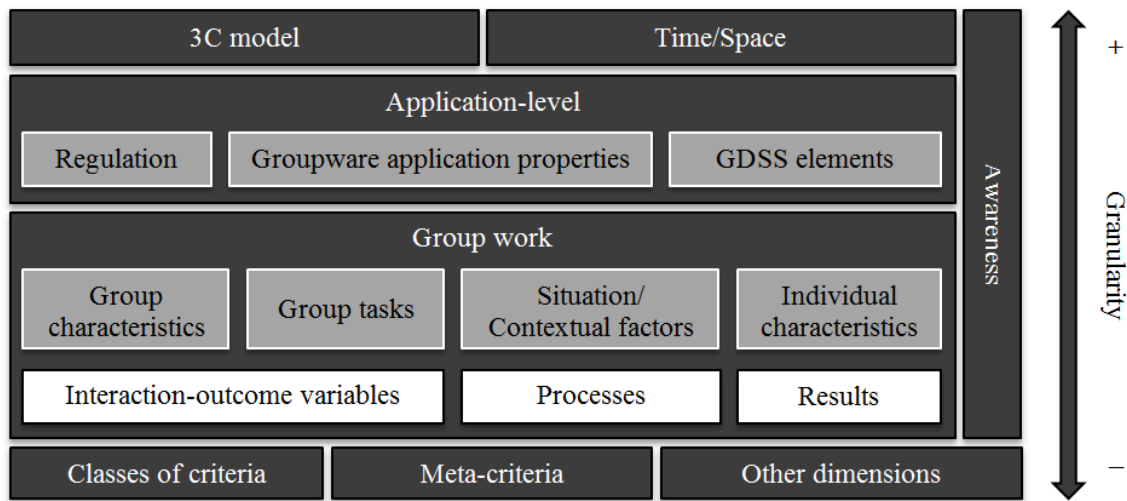 3C model
Time/Space
+
Application-level
Regulation
Groupware application properties
GDSS elements
Awareness
Granularity
Group work
Group
characteristics
Group tasks
Situation/
Contextual factors
Individual
characteristics
Interaction-outcome variables
Processes
Results
Classes of criteria
Meta-criteria
Other dimensions
–